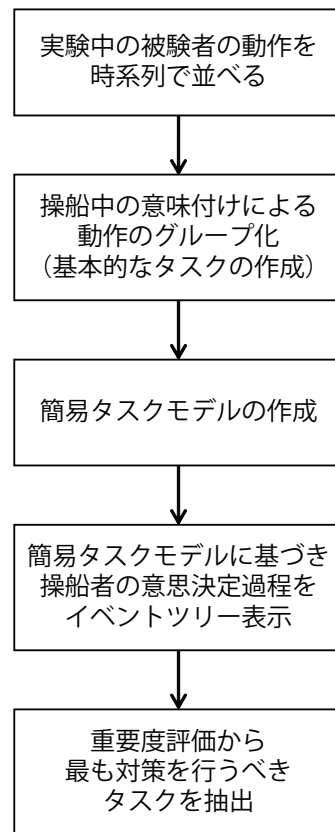 実験中の被験者の動作を
時系列で並べる
操船中の意味付けによる
動作のグループ化
（基本的なタスクの作成）
簡易タスクモデルの作成
簡易タスクモデルに基づき
操船者の意思決定過程を
イベントツリー表示
重要度評価から
最も対策を行うべき
タスクを抽出